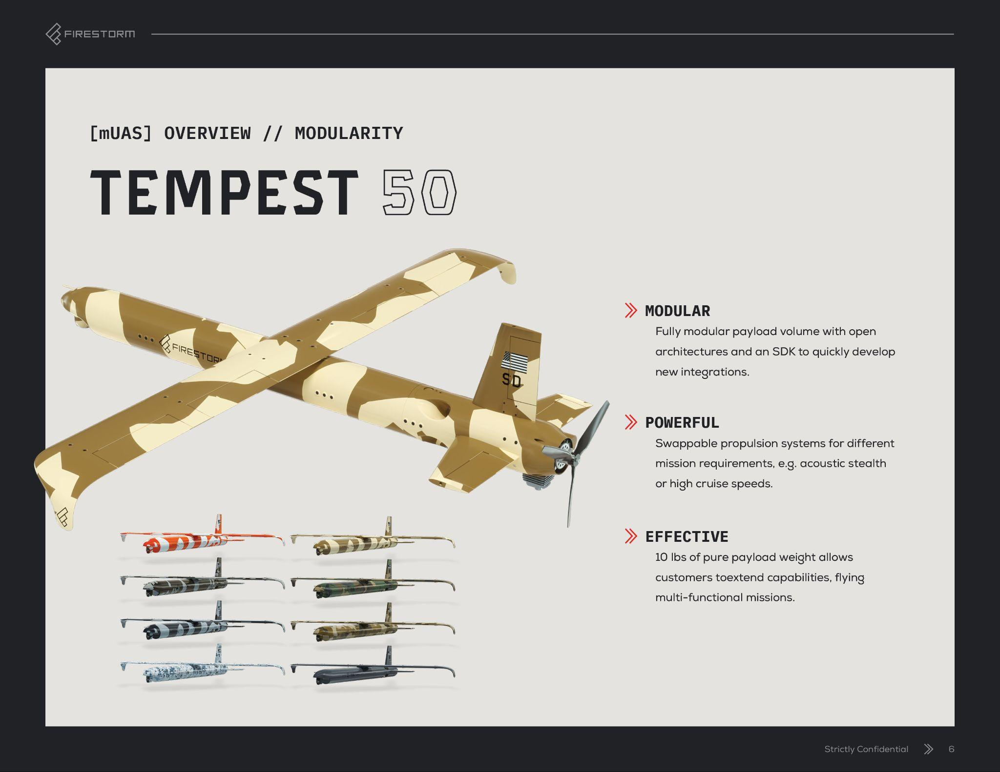 FIRESTORM
[mUAS] OVERVIEW // MODULARITY
TEMPEST 50
FIRESTORM
SD
MODULAR
Fully modular payload volume with open
architectures and an SDK to quickly develop
new integrations.
POWERFUL
Swappable propulsion systems for different
mission requirements, e.g. acoustic stealth
or high cruise speeds.
EFFECTIVE
10 lbs of pure payload weight allows
customers toextend capabilities, flying
multi-functional missions.
Strictly Confidential
6